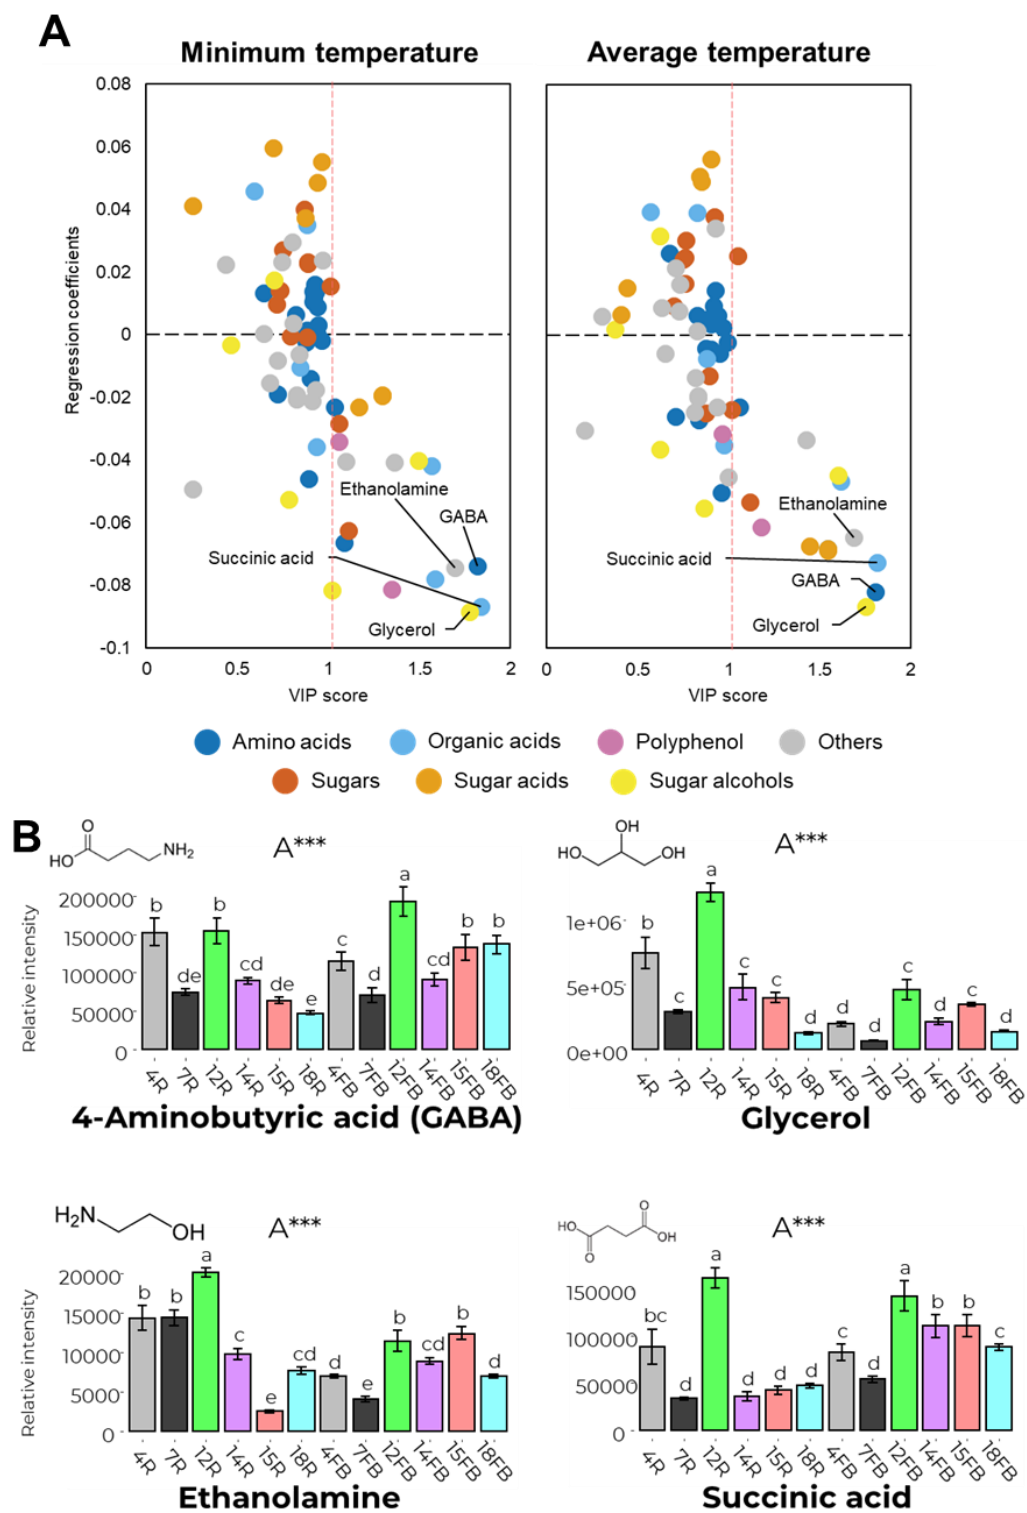 A
Minimum temperature
Average temperature
Regression coefficients
0.08
0.06
0.04
0.02
0
-0.02
-0.04
-0.06
-0.08
-0.1
Ethanolamine
GABA
Succinic acid
Glycerol
Ethanolamine
Succinic acid
GABA
Glycerol
0 0.5 1 1.5 2
0 0.5 1 1.5 2
VIP score
VIP score
Amino acids Organic acids Polyphenol Others
Sugars Sugar acids Sugar alcohols
B
O
HO
NH₂
A***
Relative intensity
200000
150000
100000
50000
0
b de b cd de e c d a cd b b
4R 7R 12R 14R 15R 18R 4FB 7FB 12FB 14FB 15FB 18FB
4-Aminobutyric acid (GABA)
OH
HO OH
A***
1e+06
5e+05
0e+00
b c a c c d d d c d c d
4R 7R 12R 14R 15R 18R 4FB 7FB 12FB 14FB 15FB 18FB
Glycerol
H₂N
OH
A***
Relative intensity
20000
15000
10000
5000
0
b b a c e cd d e b cd b d
4R 7R 12R 14R 15R 18R 4FB 7FB 12FB 14FB 15FB 18FB
Ethanolamine
O
HO
OH
O
A***
150000
100000
50000
0
bc d a d d d c d a b b c
4R 7R 12R 14R 15R 18R 4FB 7FB 12FB 14FB 15FB 18FB
Succinic acid